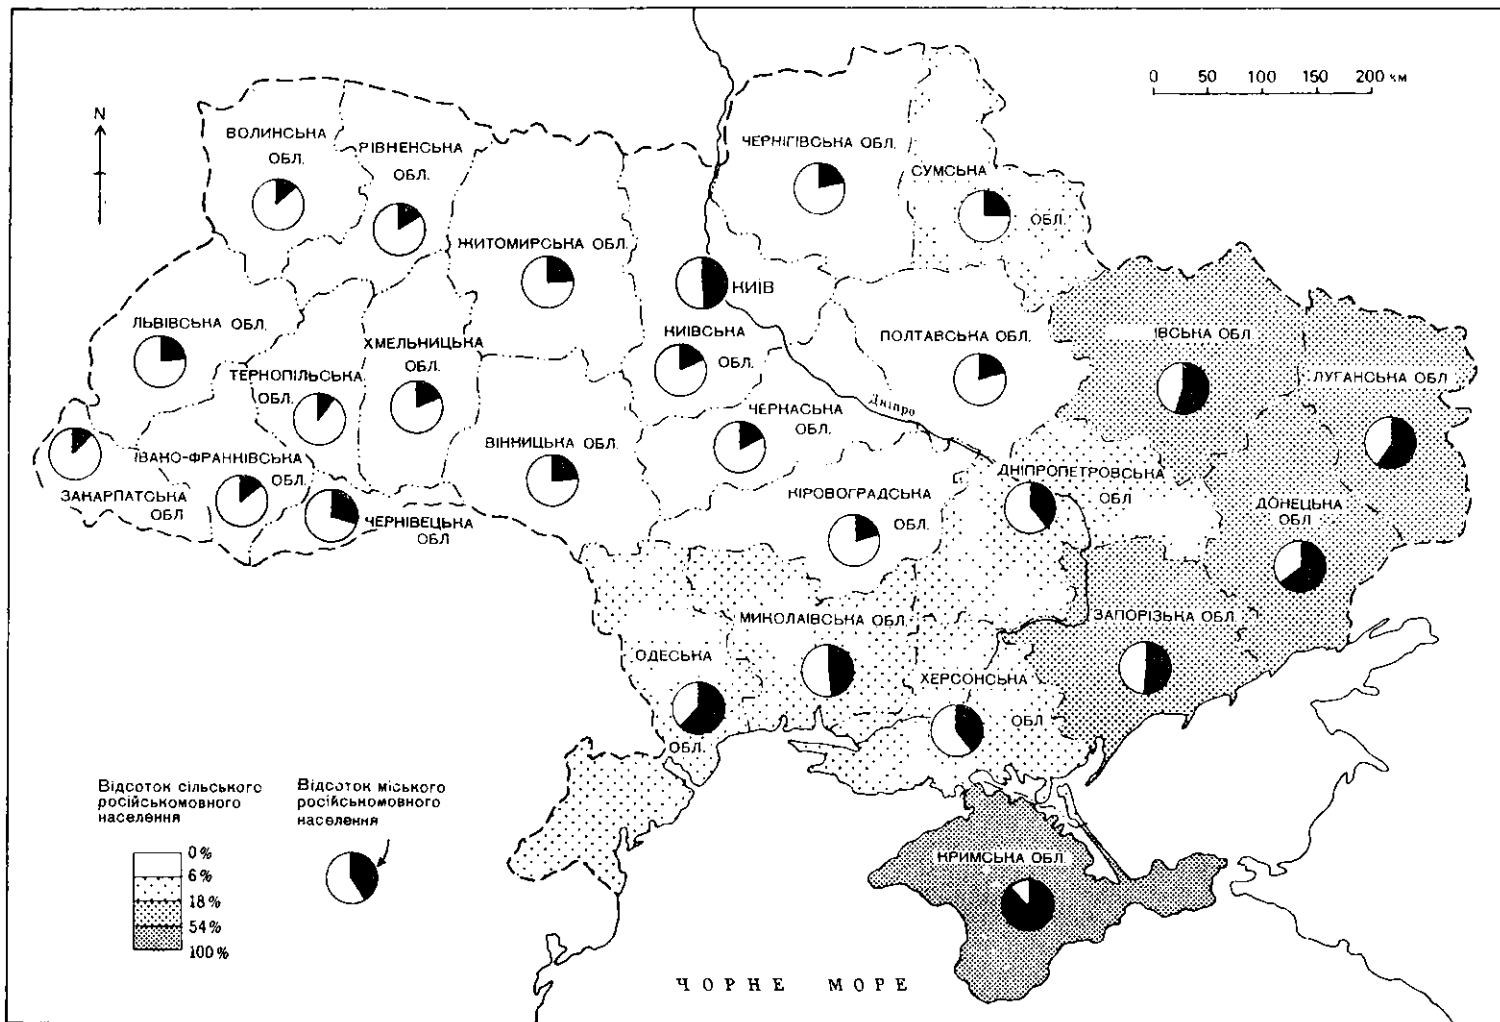 0 50 100 150 200 км
N
ВОЛИНСЬКА
ОБЛ.
РІВНЕНСЬКА
ОБЛ.
ЖИТОМИРСЬКА ОБЛ.
ЧЕРНІГІВСЬКА ОБЛ.
СУМСЬКА
ОБЛ.
КИЇВ
КИЇВСЬКА
ОБЛ.
ЛЬВІВСЬКА ОБЛ.
ТЕРНОПІЛЬСЬКА
ОБЛ.
ХМЕЛЬНИЦЬКА
ОБЛ.
ПОЛТАВСЬКА ОБЛ.
ІВСЬКА ОБЛ
ЛУГАНСЬКА ОБЛ
Дніпро
ЧЕРКАСЬКА
ОБЛ.
ВІННИЦЬКА ОБЛ.
ІВАНО-ФРАНКІВСЬКА
ОБЛ.
ЗАКАРПАТСЬКА
ОБЛ
ЧЕРНІВЕЦЬКА
ОБЛ
КІРОВОГРАДСЬКА
ОБЛ.
ДНІПРОПЕТРОВСЬКА
ОБЛ
ДОНЕЦЬКА
ОБЛ
МИКОЛАЇВСЬКА ОБЛ.
ЗАПОРІЗЬКА ОБЛ.
ОДЕСЬКА
ОБЛ.
ХЕРСОНСЬКА
ОБЛ
КРИМСЬКА ОБЛ.
ЧОРНЕ МОРЕ
Відсоток сільського
російськомовного
населення
0%
6%
18%
54%
100%
Відсоток міського
російськомовного
населення